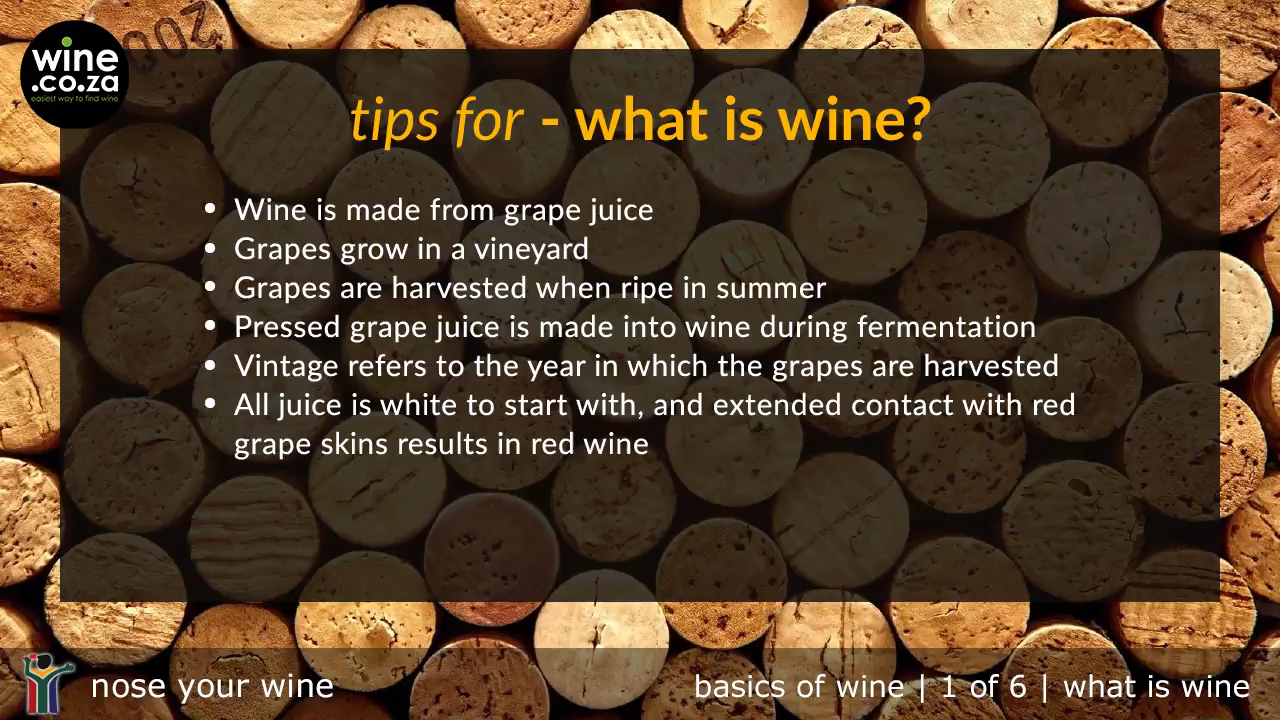 2002
wine
.co.za
easiest way to find wine
tips for - what is wine?
• Wine is made from grape juice
• Grapes grow in a vineyard
• Grapes are harvested when ripe in summer
• Pressed grape juice is made into wine during fermentation
• Vintage refers to the year in which the grapes are harvested
• All juice is white to start with, and extended contact with red
grape skins results in red wine
nose your wine
basics of wine | 1 of 6 | what is wine